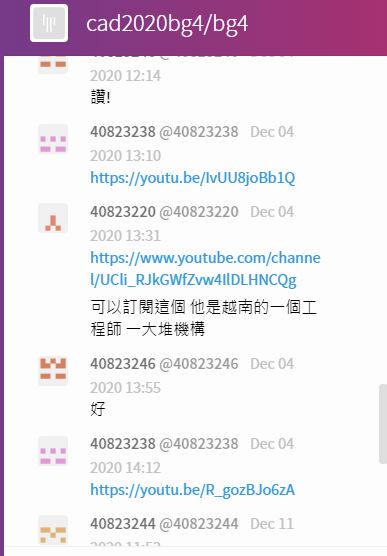 cad2020bg4/bg4
2020 12:14
讚!
40823238 @40823238 Dec 04
2020 13:10
https://youtu.be/IvUU8joBb1Q
40823220 @40823220 Dec 04
2020 13:31
https://www.youtube.com/channe
l/UCli_RJkGWfZvw4IlDLHNCQg
可以訂閱這個 他是越南的一個工
程師 一大堆機構
40823246 @40823246 Dec 04
2020 13:55
好
40823238 @40823238 Dec 04
2020 14:12
https://youtu.be/R_gozBJo6zA
40823244 @40823244 Dec 11